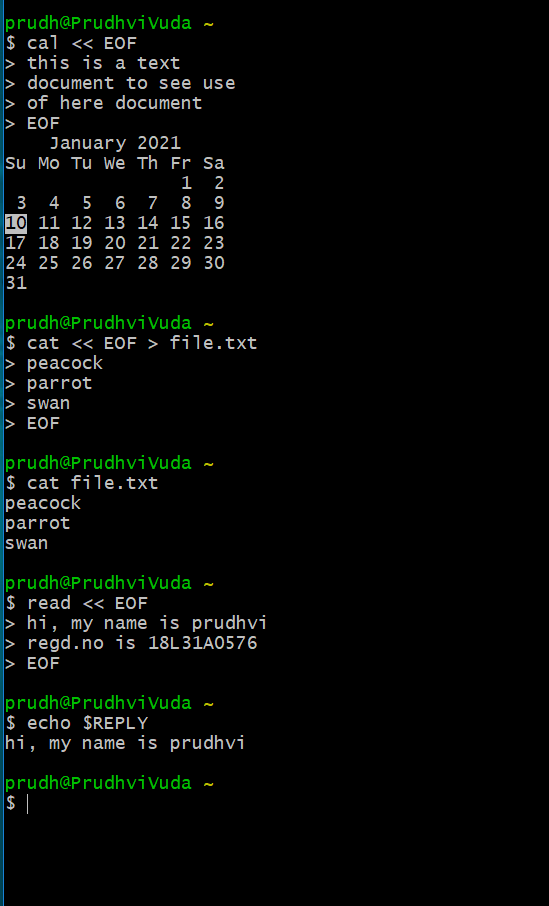 prudh@PrudhviVuda ~
$ cal << EOF
> this is a text
> document to see use
> of here document
> EOF
    January 2021
Su Mo Tu We Th Fr Sa
                1  2
 3  4  5  6  7  8  9
10 11 12 13 14 15 16
17 18 19 20 21 22 23
24 25 26 27 28 29 30
31
prudh@PrudhviVuda ~
$ cat << EOF > file.txt
> peacock
> parrot
> swan
> EOF
prudh@PrudhviVuda ~
$ cat file.txt
peacock
parrot
swan
prudh@PrudhviVuda ~
$ read << EOF
> hi, my name is prudhvi
> regd.no is 18L31A0576
> EOF
prudh@PrudhviVuda ~
$ echo $REPLY
hi, my name is prudhvi
prudh@PrudhviVuda ~
$